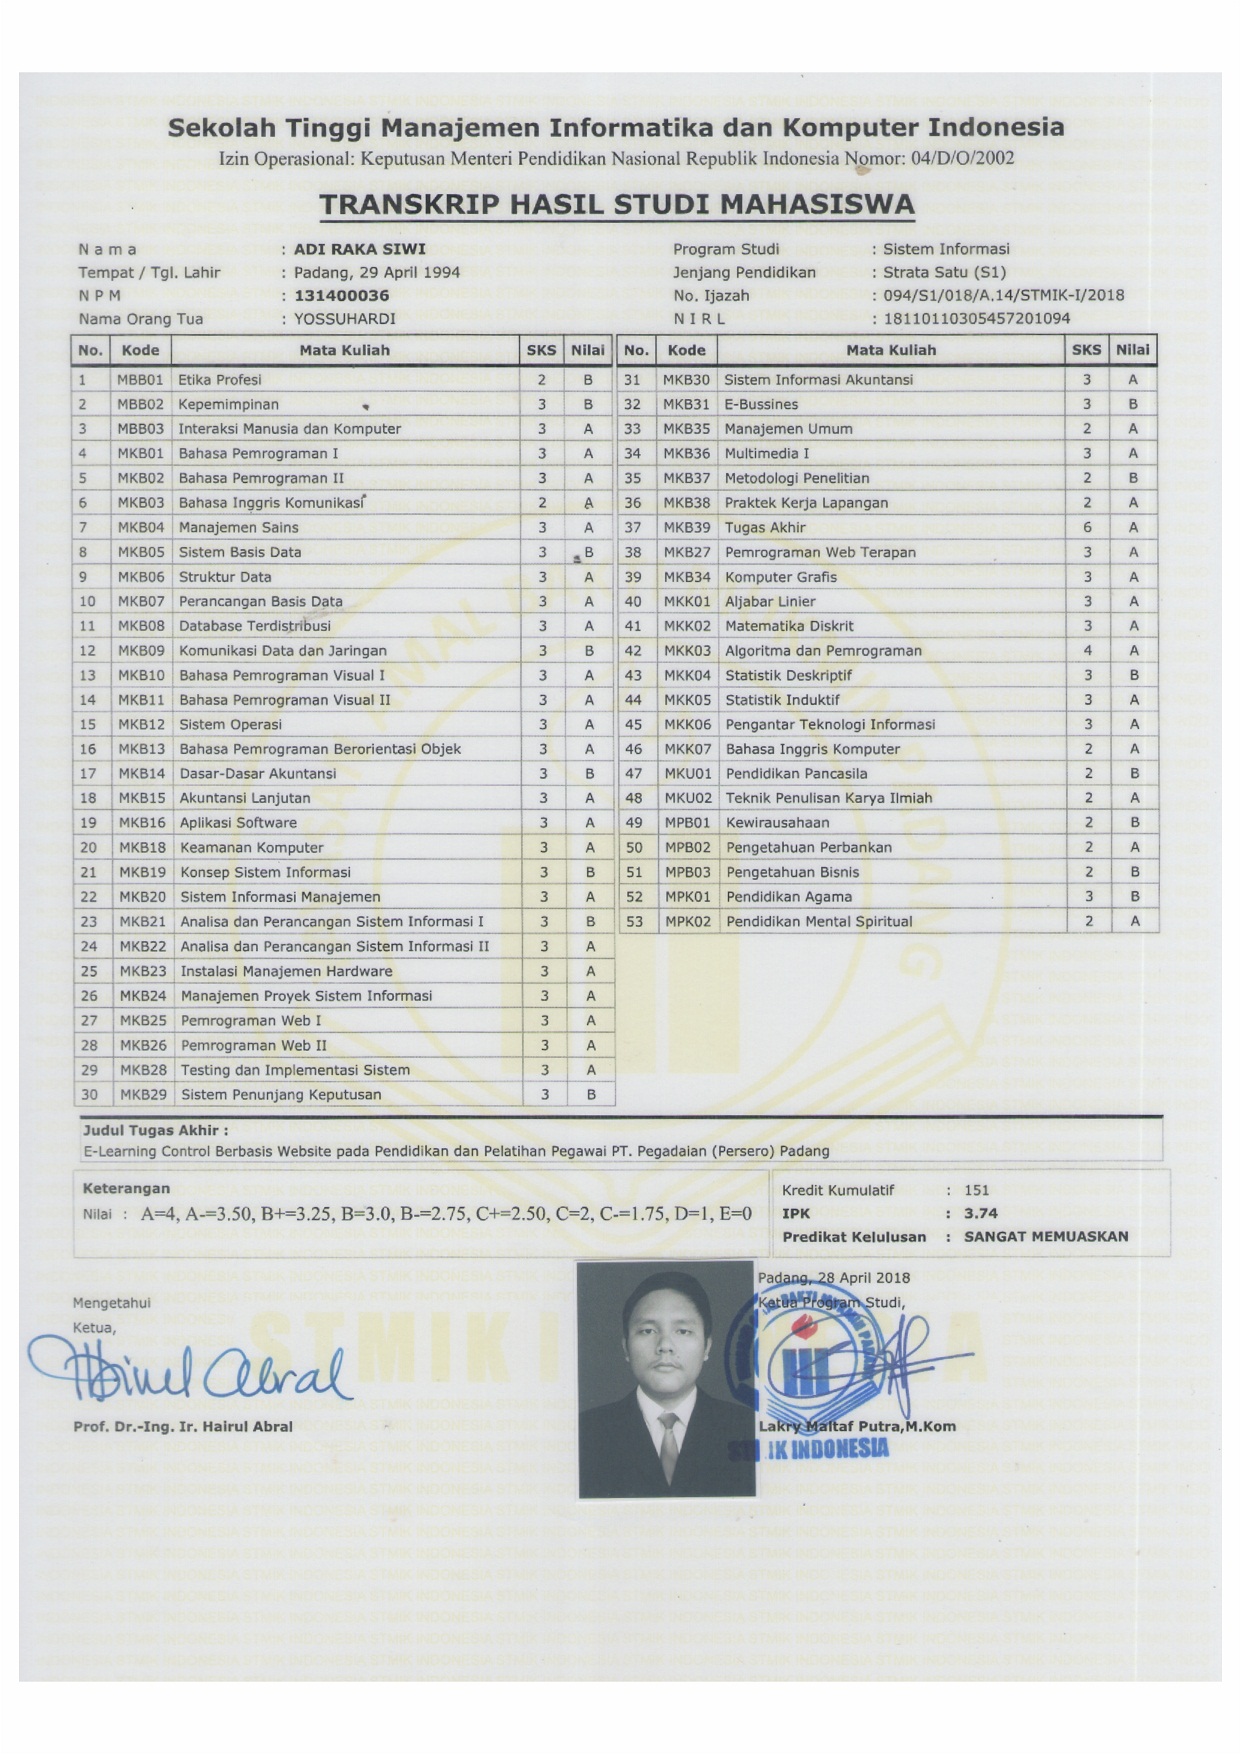 Sekolah Tinggi Manajemen Informatika dan Komputer Indonesia
Izin Operasional: Keputusan Menteri Pendidikan Nasional Republik Indonesia Nomor: 04/D/O/2002
TRANSKRIP HASIL STUDI MAHASISWA
N a m a : ADI RAKA SIWI
Tempat / Tgl. Lahir : Padang, 29 April 1994
N P M : 131400036
Nama Orang Tua : YOSSUHARDI
Program Studi : Sistem Informasi
Jenjang Pendidikan : Strata Satu (S1)
No. Ijazah : 094/S1/018/A.14/STMIK-I/2018
N I R L : 18110110305457201094
No. Kode Mata Kuliah SKS Nilai
1 MBB01 Etika Profesi 2 B
2 MBB02 Kepemimpinan 3 B
3 MBB03 Interaksi Manusia dan Komputer 3 A
4 MKB01 Bahasa Pemrograman I 3 A
5 MKB02 Bahasa Pemrograman II 3 A
6 MKB03 Bahasa Inggris Komunikasi 2 A
7 MKB04 Manajemen Sains 3 A
8 MKB05 Sistem Basis Data 3 B
9 MKB06 Struktur Data 3 A
10 MKB07 Perancangan Basis Data 3 A
11 MKB08 Database Terdistribusi 3 A
12 MKB09 Komunikasi Data dan Jaringan 3 B
13 MKB10 Bahasa Pemrograman Visual I 3 A
14 MKB11 Bahasa Pemrograman Visual II 3 A
15 MKB12 Sistem Operasi 3 A
16 MKB13 Bahasa Pemrograman Berorientasi Objek 3 A
17 MKB14 Dasar-Dasar Akuntansi 3 B
18 MKB15 Akuntansi Lanjutan 3 A
19 MKB16 Aplikasi Software 3 A
20 MKB18 Keamanan Komputer 3 A
21 MKB19 Konsep Sistem Informasi 3 B
22 MKB20 Sistem Informasi Manajemen 3 A
23 MKB21 Analisa dan Perancangan Sistem Informasi I 3 B
24 MKB22 Analisa dan Perancangan Sistem Informasi II 3 A
25 MKB23 Instalasi Manajemen Hardware 3 A
26 MKB24 Manajemen Proyek Sistem Informasi 3 A
27 MKB25 Pemrograman Web I 3 A
28 MKB26 Pemrograman Web II 3 A
29 MKB28 Testing dan Implementasi Sistem 3 A
30 MKB29 Sistem Penunjang Keputusan 3 B
No. Kode Mata Kuliah SKS Nilai
31 MKB30 Sistem Informasi Akuntansi 3 A
32 MKB31 E-Bussines 3 B
33 MKB35 Manajemen Umum 2 A
34 MKB36 Multimedia I 3 A
35 MKB37 Metodologi Penelitian 2 B
36 MKB38 Praktek Kerja Lapangan 2 A
37 MKB39 Tugas Akhir 6 A
38 MKB27 Pemrograman Web Terapan 3 A
39 MKB34 Komputer Grafis 3 A
40 MKK01 Aljabar Linier 3 A
41 MKK02 Matematika Diskrit 3 A
42 MKK03 Algoritma dan Pemrograman 4 A
43 MKK04 Statistik Deskriptif 3 B
44 MKK05 Statistik Induktif 3 A
45 MKK06 Pengantar Teknologi Informasi 3 A
46 MKK07 Bahasa Inggris Komputer 2 A
47 MKU01 Pendidikan Pancasila 2 B
48 MKU02 Teknik Penulisan Karya Ilmiah 2 A
49 MPB01 Kewirausahaan 2 B
50 MPB02 Pengetahuan Perbankan 2 A
51 MPB03 Pengetahuan Bisnis 2 B
52 MPK01 Pendidikan Agama 3 B
53 MPK02 Pendidikan Mental Spiritual 2 A
Judul Tugas Akhir :
E-Learning Control Berbasis Website pada Pendidikan dan Pelatihan Pegawai PT. Pegadaian (Persero) Padang
Keterangan
Nilai : A=4, A-=3.50, B+=3.25, B=3.0, B-=2.75, C+=2.50, C=2, C-=1.75, D=1, E=0
Kredit Kumulatif : 151
IPK : 3.74
Predikat Kelulusan : SANGAT MEMUASKAN
Mengetahui
Ketua,
Prof. Dr.-Ing. Ir. Hairul Abral
Padang, 28 April 2018
Ketua Program Studi,
Lakry Maltaf Putra,M.Kom
IK INDONESIA